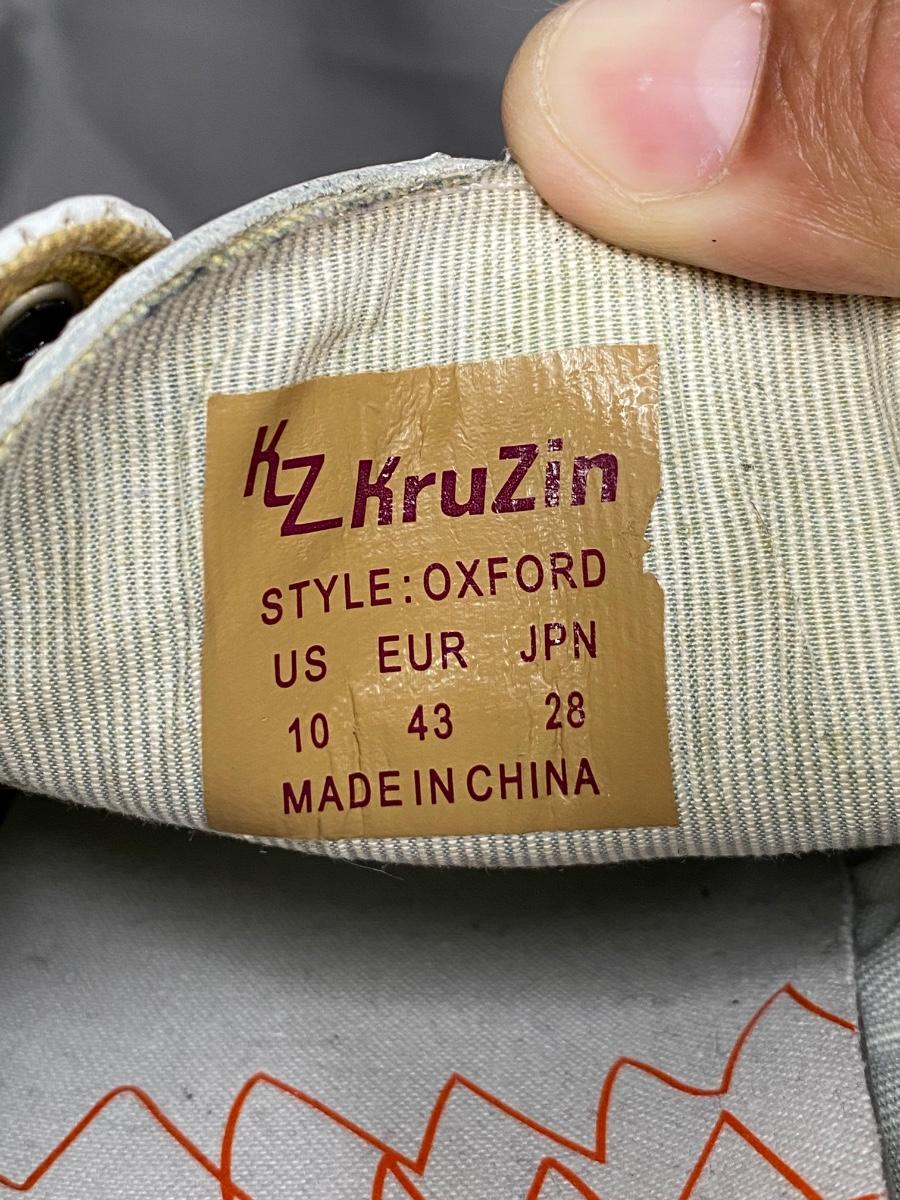 KZ KruZin
STYLE:OXFORD
US EUR JPN
10 43 28
MADE IN CHINA